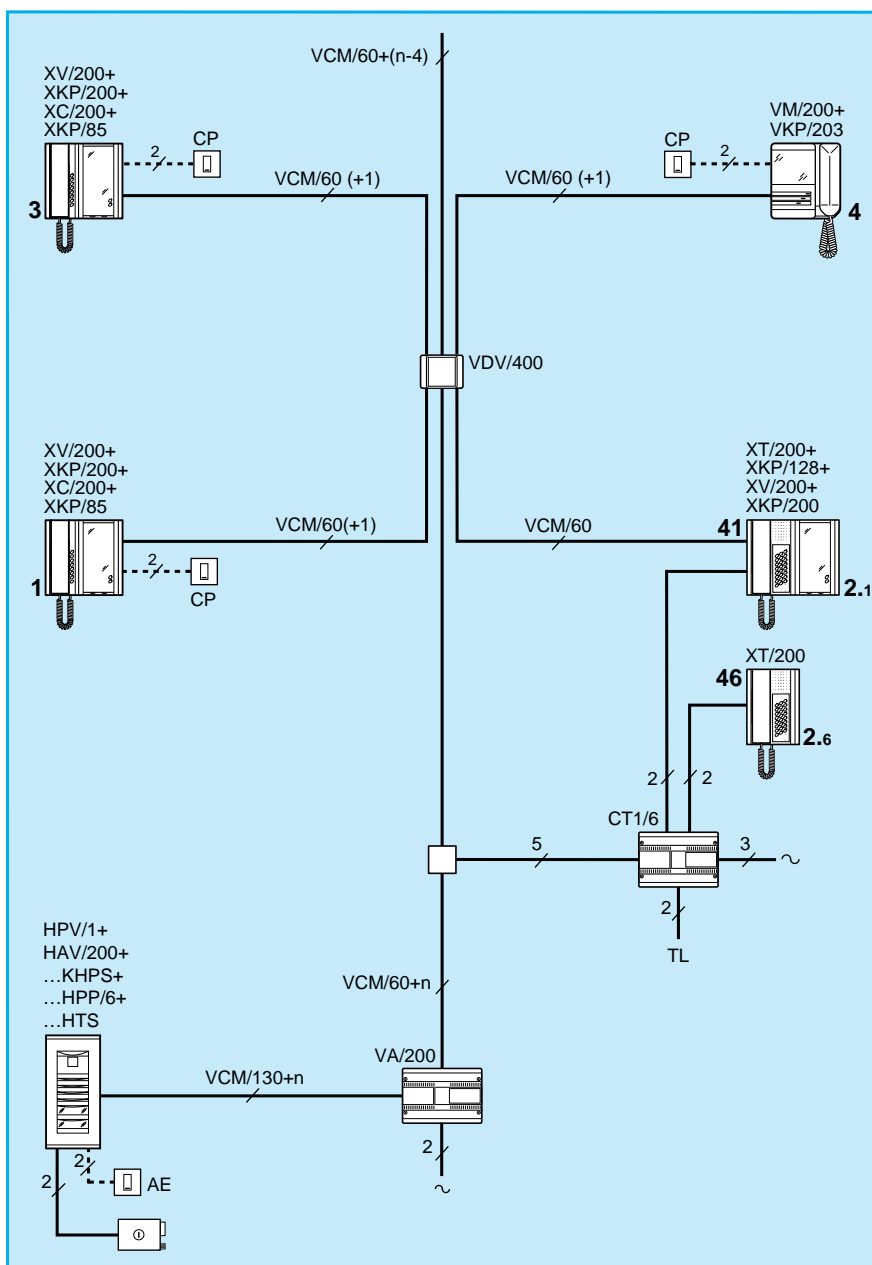 VCM/60+(n-4)
XV/200+
XKP/200+
XC/200+
XKP/85
2
CP
VCM/60 (+1)
3
VM/200+
VKP/203
CP
2
VCM/60 (+1)
4
VDV/400
XV/200+
XKP/200+
XC/200+
XKP/85
VCM/60(+1)
2
1
CP
XT/200+
XKP/128+
XV/200+
XKP/200
41
VCM/60
2.1
XT/200
46
2.6
2
2
CT1/6
5
3
~
2
TL
HPV/1+
HAV/200+
...KHPS+
...HPP/6+
...HTS
VCM/60+n
VA/200
VCM/130+n
2
~
2
2
AE